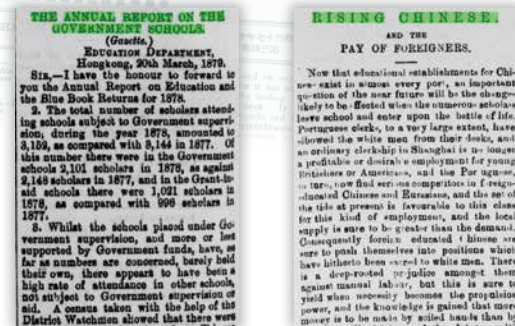 THE ANNUAL REPORT ON THE
GOVERNMENT SCHOOLS.
(Gazette.)
EDUCATION DEPARTMENT,
Hongkong, 20th March, 1879.
SIR,—I have the honour to forward to
you the Annual Report on Education and
the Blue Book Returns for 1878.
2. The total number of scholars attend-
ing schools subject to Government supervi-
sion, during the year 1878, amounted to
3,152, as compared with 3,144 in 1877. Of
this number there were in the Government
schools 2,101 scholars in 1878, as against
2,148 scholars in 1877, and in the Grant-in-
aid schools there were 1,021 scholars in
1878, as compared with 996 scholars in
1877.
3. Whilst the schools placed under Go-
vernment supervision, and more or less
supported by Government funds, have, as
far as numbers are concerned, barely held
their own, there appears to have been a
high rate of attendance in other schools,
not subject to Government supervision or
aid. A census taken with the help of the
District Watchmen showed that there were
RISING CHINESE.
AND THE
PAY OF FOREIGNERS.
Now that educational establishments for Chi-
nese exist in almost every port, an important
question of the near future will be the change
likely to be effected when the numerous scholars
leave school and enter upon the battle of life.
Portuguese clerks, to a very large extent, have
elbowed the white men from their desks, and
an ordinary clerkship in Shanghai is no longer
a profitable or desirable employment for young
Britishers or Americans, and the Portuguese,
in turn, now find serious competitors in foreign-
educated Chinese and Eurasians, and the set of
the tide at present is favourable to this class
for this kind of employment, and the local
supply is sure to be greater than the demand.
Consequently foreign educated Chinese are
sure to push themselves into positions which
have hitherto been sacred to white men. There
is a deep-rooted prejudice amongst them
against manual labour, but this is sure to
yield when necessity becomes the propulsive
power, and the knowledge is gained that more
money is to be made by soiled hands than by